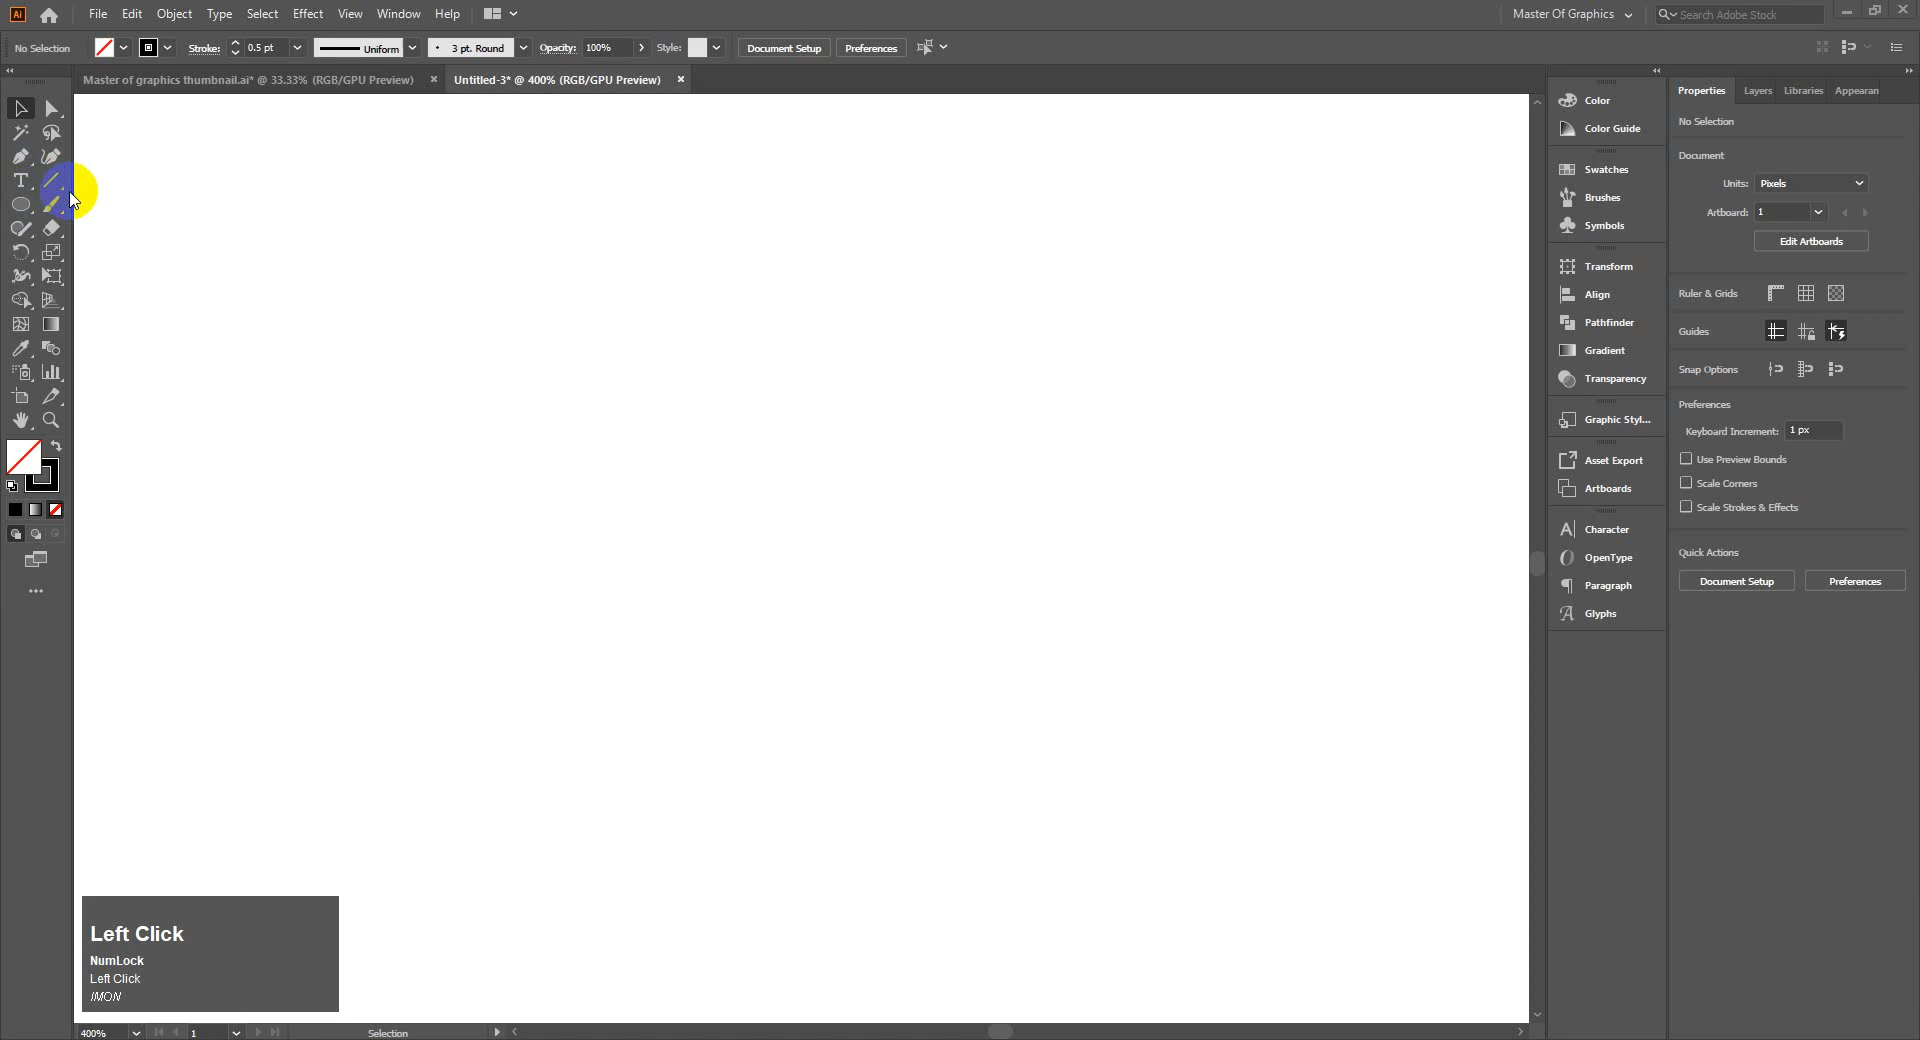 Ai File Edit Object Type Select Effect View Window Help Master Of Graphics Search Adobe Stock
No Selection Stroke: 0.5 pt Uniform 3 pt. Round Opacity: 100% Style: Document Setup Preferences
Master of graphics thumbnail.ai* @ 33.33% (RGB/GPU Preview) × Untitled-3* @ 400% (RGB/GPU Preview) ×
Color
Color Guide
Swatches
Brushes
Symbols
Transform
Align
Pathfinder
Gradient
Transparency
Graphic Styl...
Asset Export
Artboards
Character
OpenType
Paragraph
Glyphs
Properties Layers Libraries Appearan
No Selection
Document
Units: Pixels
Artboard: 1
Edit Artboards
Ruler & Grids
Guides
Snap Options
Preferences
Keyboard Increment: 1 px
Use Preview Bounds
Scale Corners
Scale Strokes & Effects
Quick Actions
Document Setup Preferences
Left Click
NumLock
Left Click
400% 1 Selection